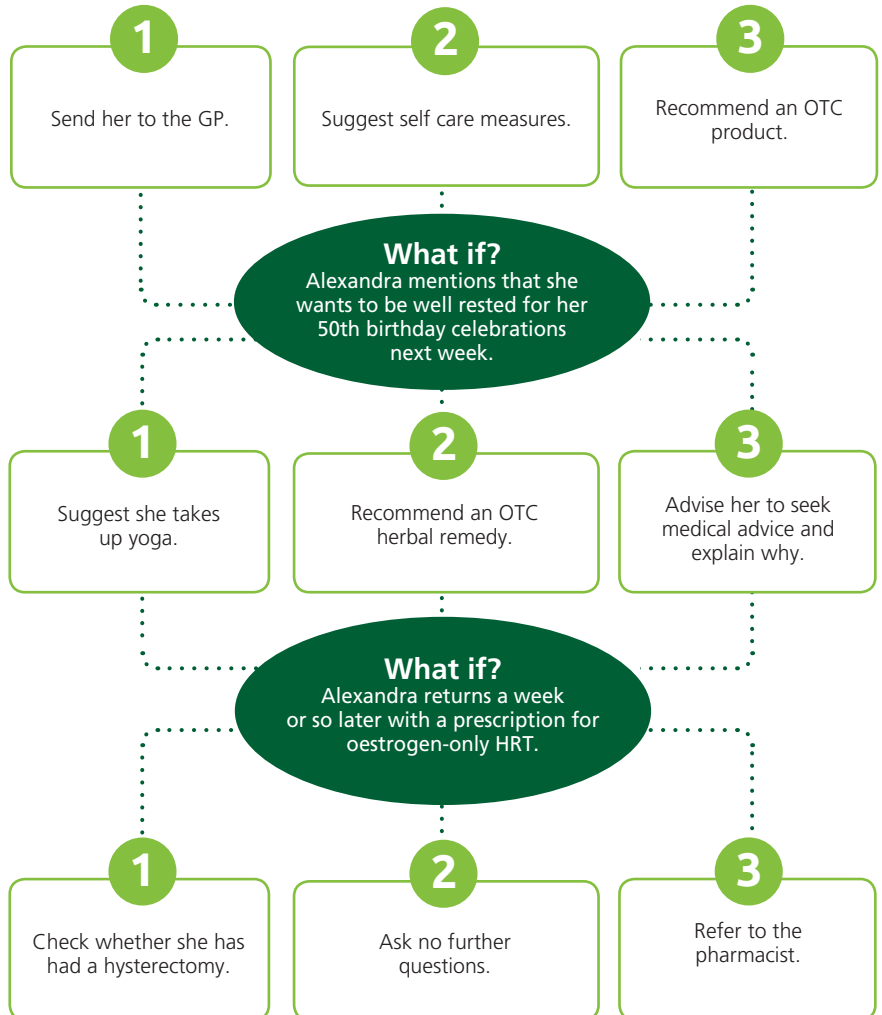 1
Send her to the GP.
2
Suggest self care measures.
3
Recommend an OTC
product.
What if?
Alexandra mentions that she
wants to be well rested for her
50th birthday celebrations
next week.
1
Suggest she takes
up yoga.
2
Recommend an OTC
herbal remedy.
3
Advise her to seek
medical advice and
explain why.
What if?
Alexandra returns a week
or so later with a prescription for
oestrogen-only HRT.
1
Check whether she has
had a hysterectomy.
2
Ask no further
questions.
3
Refer to the
pharmacist.